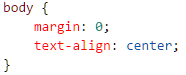 body {
    margin: 0;
    text-align: center;
}